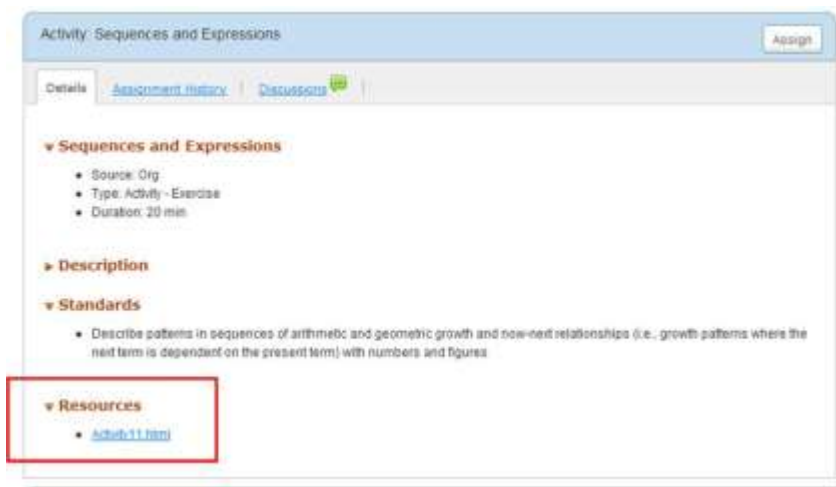 Activity: Sequences and Expressions
Assign
Details Assignment History Discussions
Sequences and Expressions
Source: Org
Type: Activity - Exercise
Duration: 20 min
Description
Standards
Describe patterns in sequences of arithmetic and geometric growth and now-next relationships (i.e., growth patterns where the
next term is dependent on the present term) with numbers and figures
Resources
Activity11.html